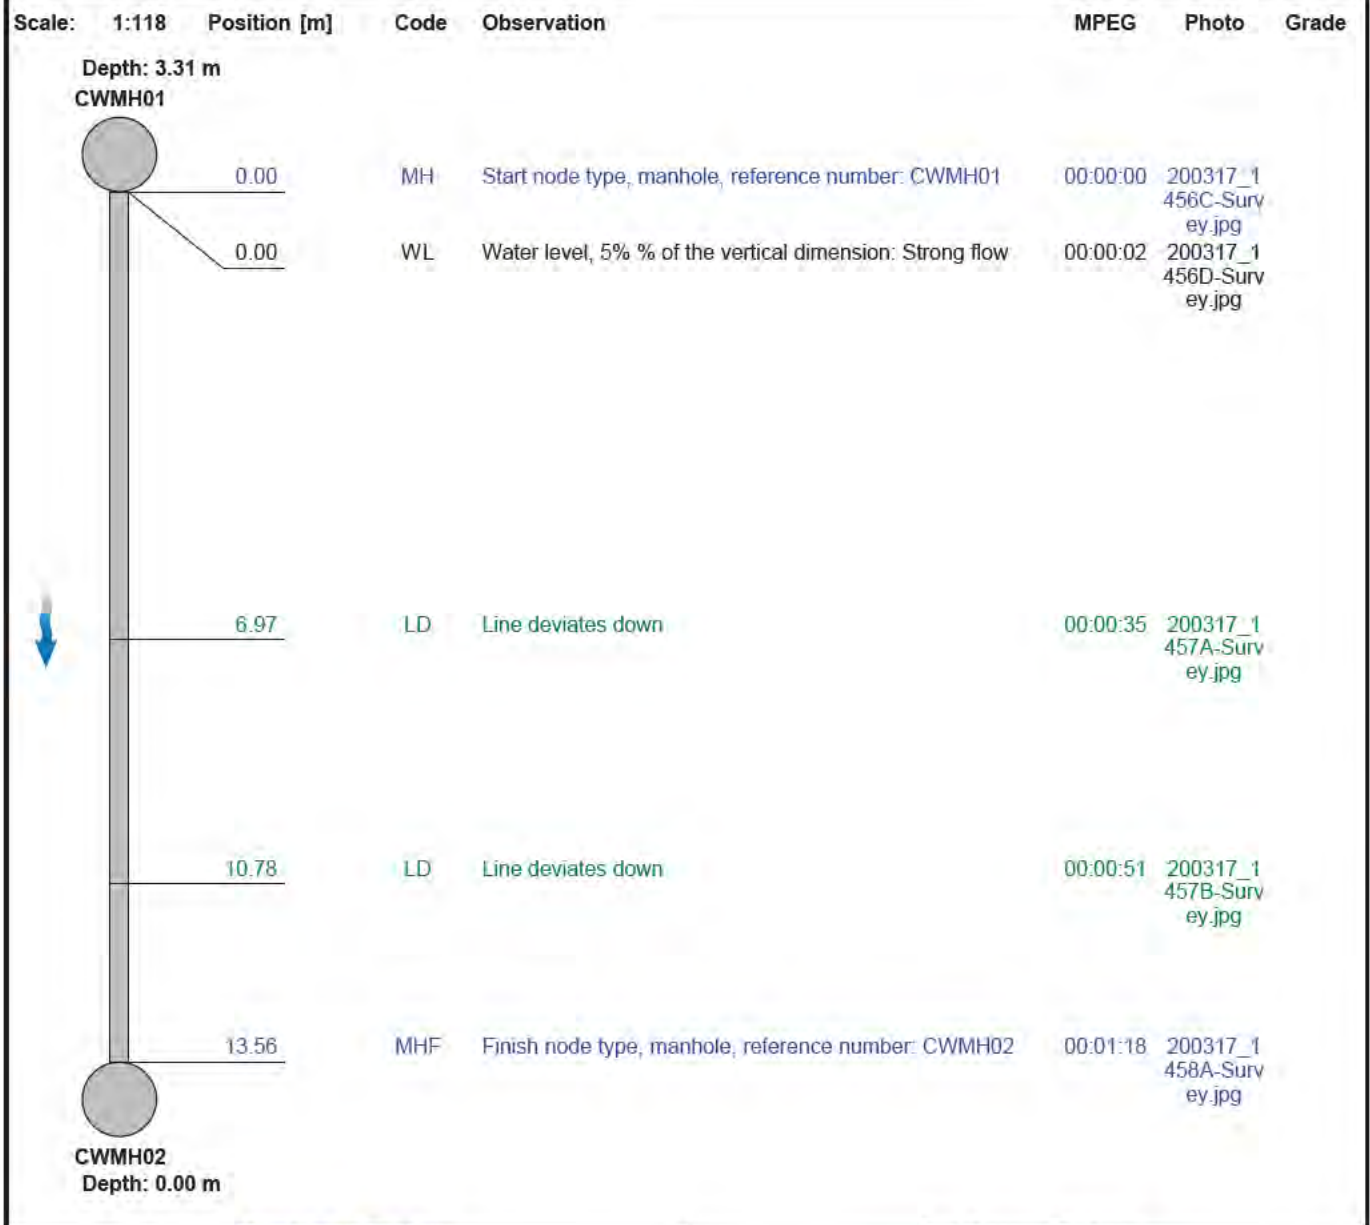 Scale: 1:118 Position [m] Code Observation MPEG Photo Grade
Depth: 3.31 m
CWMH01
0.00 MH Start node type, manhole, reference number: CWMH01 00:00:00 200317_1
456C-Surv
ey.jpg
0.00 WL Water level, 5% % of the vertical dimension: Strong flow 00:00:02 200317_1
456D-Surv
ey.jpg
6.97 LD Line deviates down 00:00:35 200317_1
457A-Surv
ey.jpg
10.78 LD Line deviates down 00:00:51 200317_1
457B-Surv
ey.jpg
13.56 MHF Finish node type, manhole, reference number: CWMH02 00:01:18 200317_1
458A-Surv
ey.jpg
CWMH02
Depth: 0.00 m